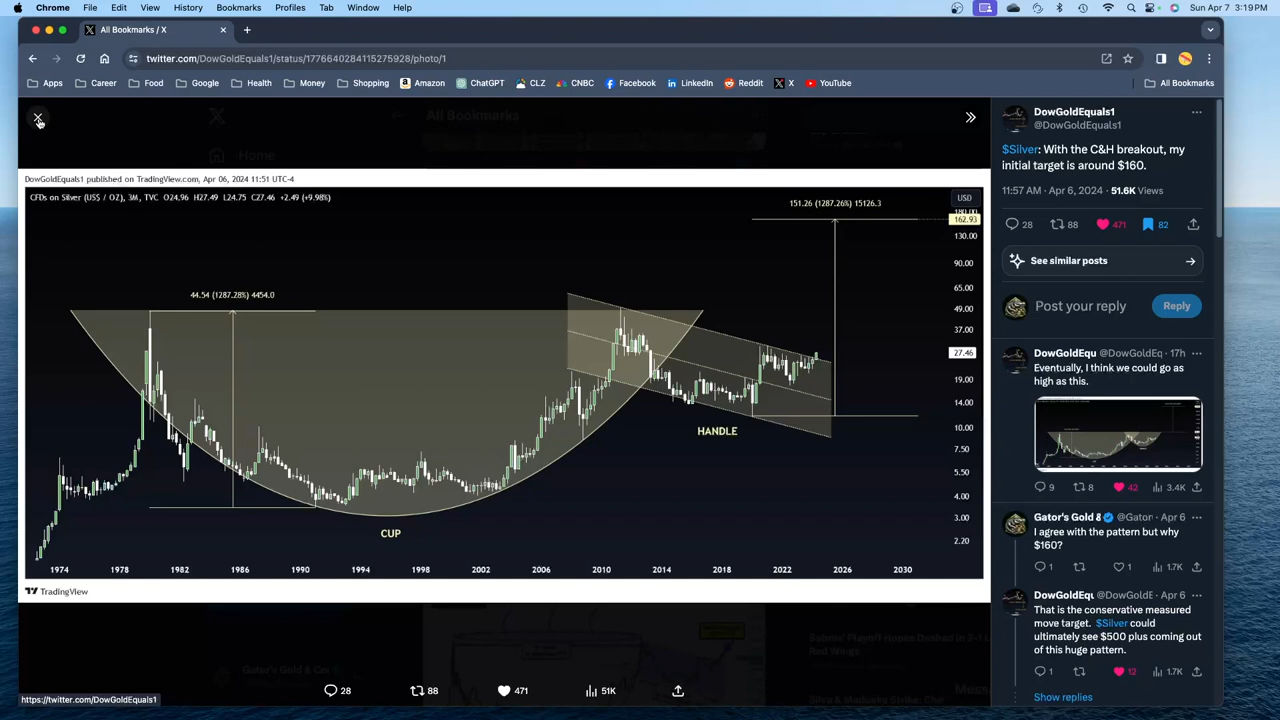 Chrome File Edit View History Bookmarks Profiles Tab Window Help
Sun Apr 7 3:19 PM
All Bookmarks / X
twitter.com/DowGoldEquals1/status/1776640284115275928/photo/1
Apps Career Food Google Health Money Shopping Amazon ChatGPT CLZ CNBC Facebook LinkedIn Reddit X YouTube All Bookmarks
All Bookmarks
Home
DowGoldEquals1 published on TradingView.com, Apr 06, 2024 11:51 UTC-4
CFDs on Silver (US$ / OZ), 3M, TVC O24.96 H27.49 L24.75 C27.46 +2.49 (+9.98%)
151.26 (1287.26%) 15126.3
44.54 (1287.28%) 4454.0
HANDLE
CUP
USD
180.00
162.93
130.00
90.00
65.00
49.00
37.00
27.46
19.00
14.00
10.00
7.50
5.50
4.00
3.00
2.20
1974 1978 1982 1986 1990 1994 1998 2002 2006 2010 2014 2018 2022 2026 2030
TradingView
Gator's Gold & Co
Red Wings
28 88 471 51K
https://twitter.com/DowGoldEquals1
DowGoldEquals1
@DowGoldEquals1
$Silver: With the C&H breakout, my
initial target is around $160.
11:57 AM · Apr 6, 2024 · 51.6K Views
28 88 471 82
See similar posts
Post your reply
Reply
DowGoldEqu @DowGoldEq · 17h
Eventually, I think we could go as
high as this.
9 8 42 3.4K
Gator's Gold & @Gator · Apr 6
I agree with the pattern but why
$160?
1 1 1.7K
DowGoldEqu @DowGoldE · Apr 6
That is the conservative measured
move target. $Silver could
ultimately see $500 plus coming out
of this huge pattern.
1 12 1.7K
Show replies